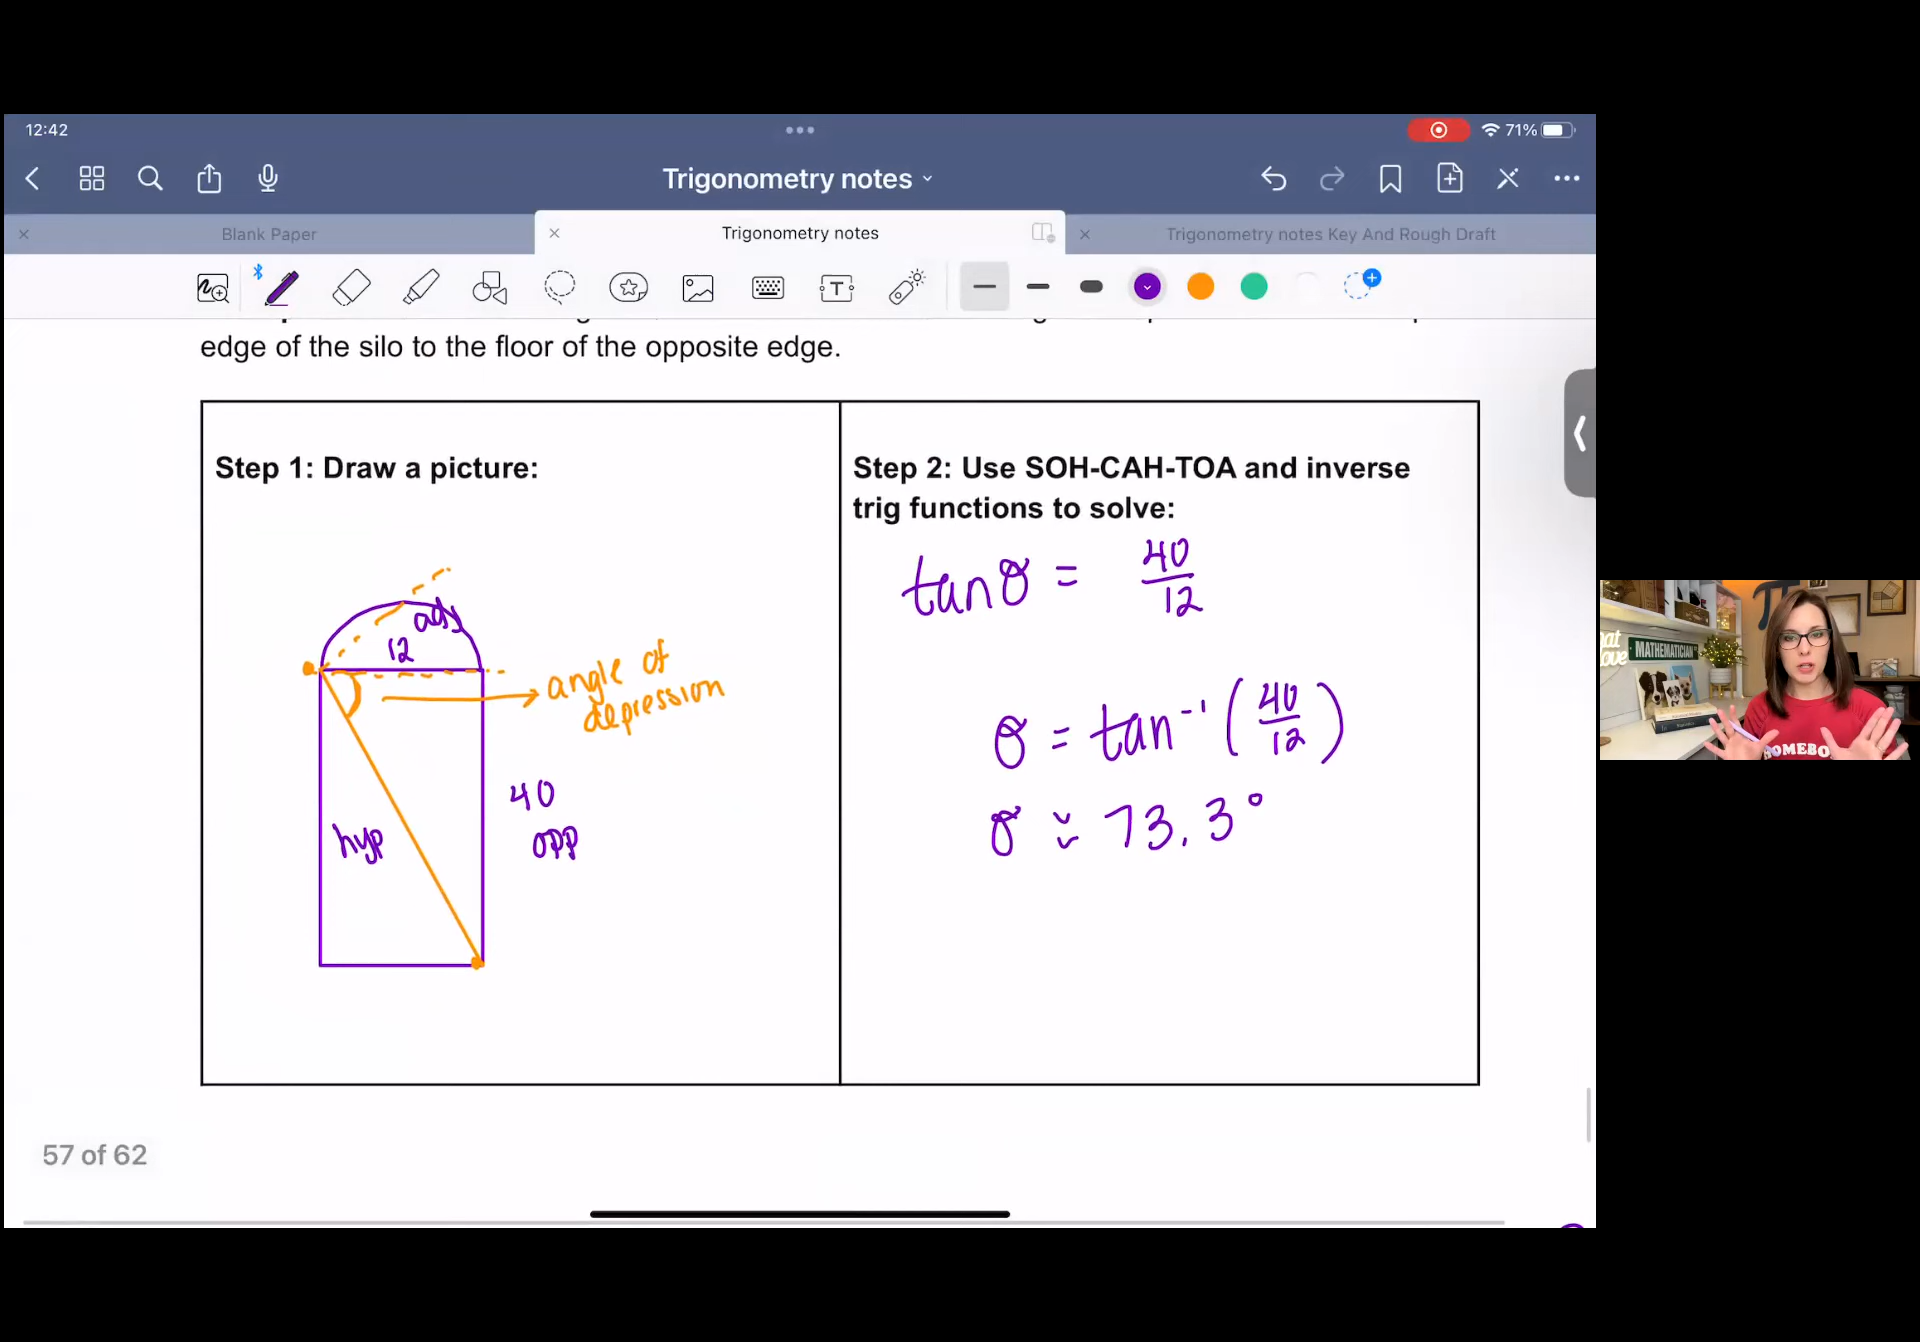 12:42
71%
Trigonometry notes
Blank Paper
Trigonometry notes
Trigonometry notes Key And Rough Draft
edge of the silo to the floor of the opposite edge.
Step 1: Draw a picture:
adj
12
angle of
depression
40
opp
hyp
Step 2: Use SOH-CAH-TOA and inverse
trig functions to solve:
tan θ = 40/12
θ = tan⁻¹ (40/12)
θ ≈ 73.3°
57 of 62
MATHEMATICIAN
HOMEBO